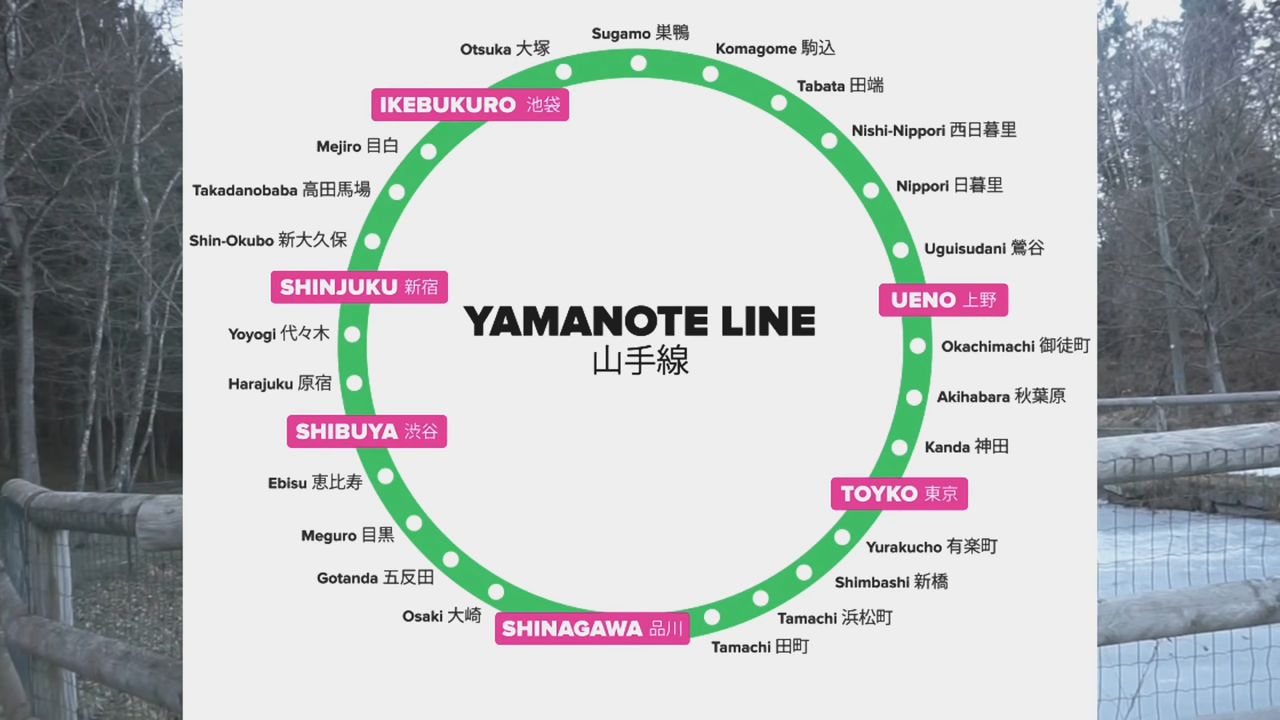 Sugamo 巣鴨
Otsuka 大塚
Komagome 駒込
Tabata 田端
IKEBUKURO 池袋
Nishi-Nippori 西日暮里
Mejiro 目白
Nippori 日暮里
Takadanobaba 高田馬場
Shin-Okubo 新大久保
Uguisudani 鶯谷
SHINJUKU 新宿
UENO 上野
YAMANOTE LINE
山手線
Yoyogi 代々木
Okachimachi 御徒町
Harajuku 原宿
Akihabara 秋葉原
SHIBUYA 渋谷
Kanda 神田
Ebisu 恵比寿
TOYKO 東京
Meguro 目黒
Yurakucho 有楽町
Gotanda 五反田
Shimbashi 新橋
Osaki 大崎
Tamachi 浜松町
SHINAGAWA 品川
Tamachi 田町